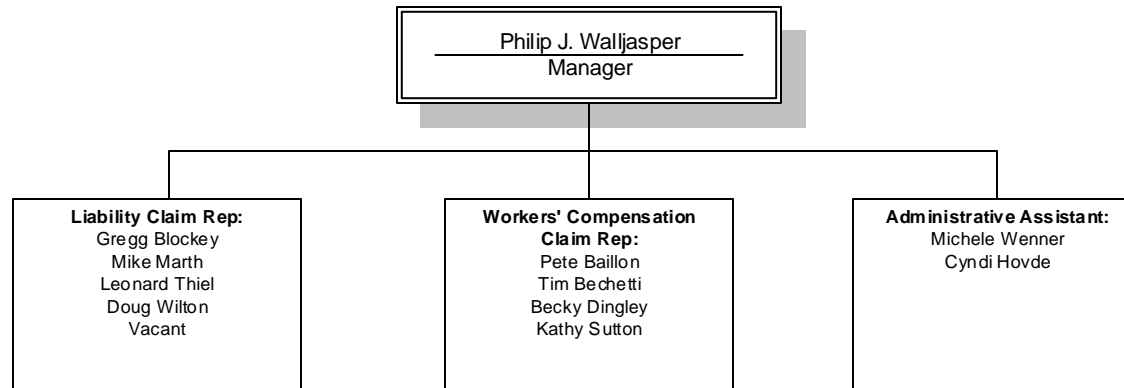 Philip J. Walljasper
Manager
Liability Claim Rep:
Gregg Blockey
Mike Marth
Leonard Thiel
Doug Wilton
Vacant
Workers' Compensation
Claim Rep:
Pete Baillon
Tim Bechetti
Becky Dingley
Kathy Sutton
Administrative Assistant:
Michele Wenner
Cyndi Hovde